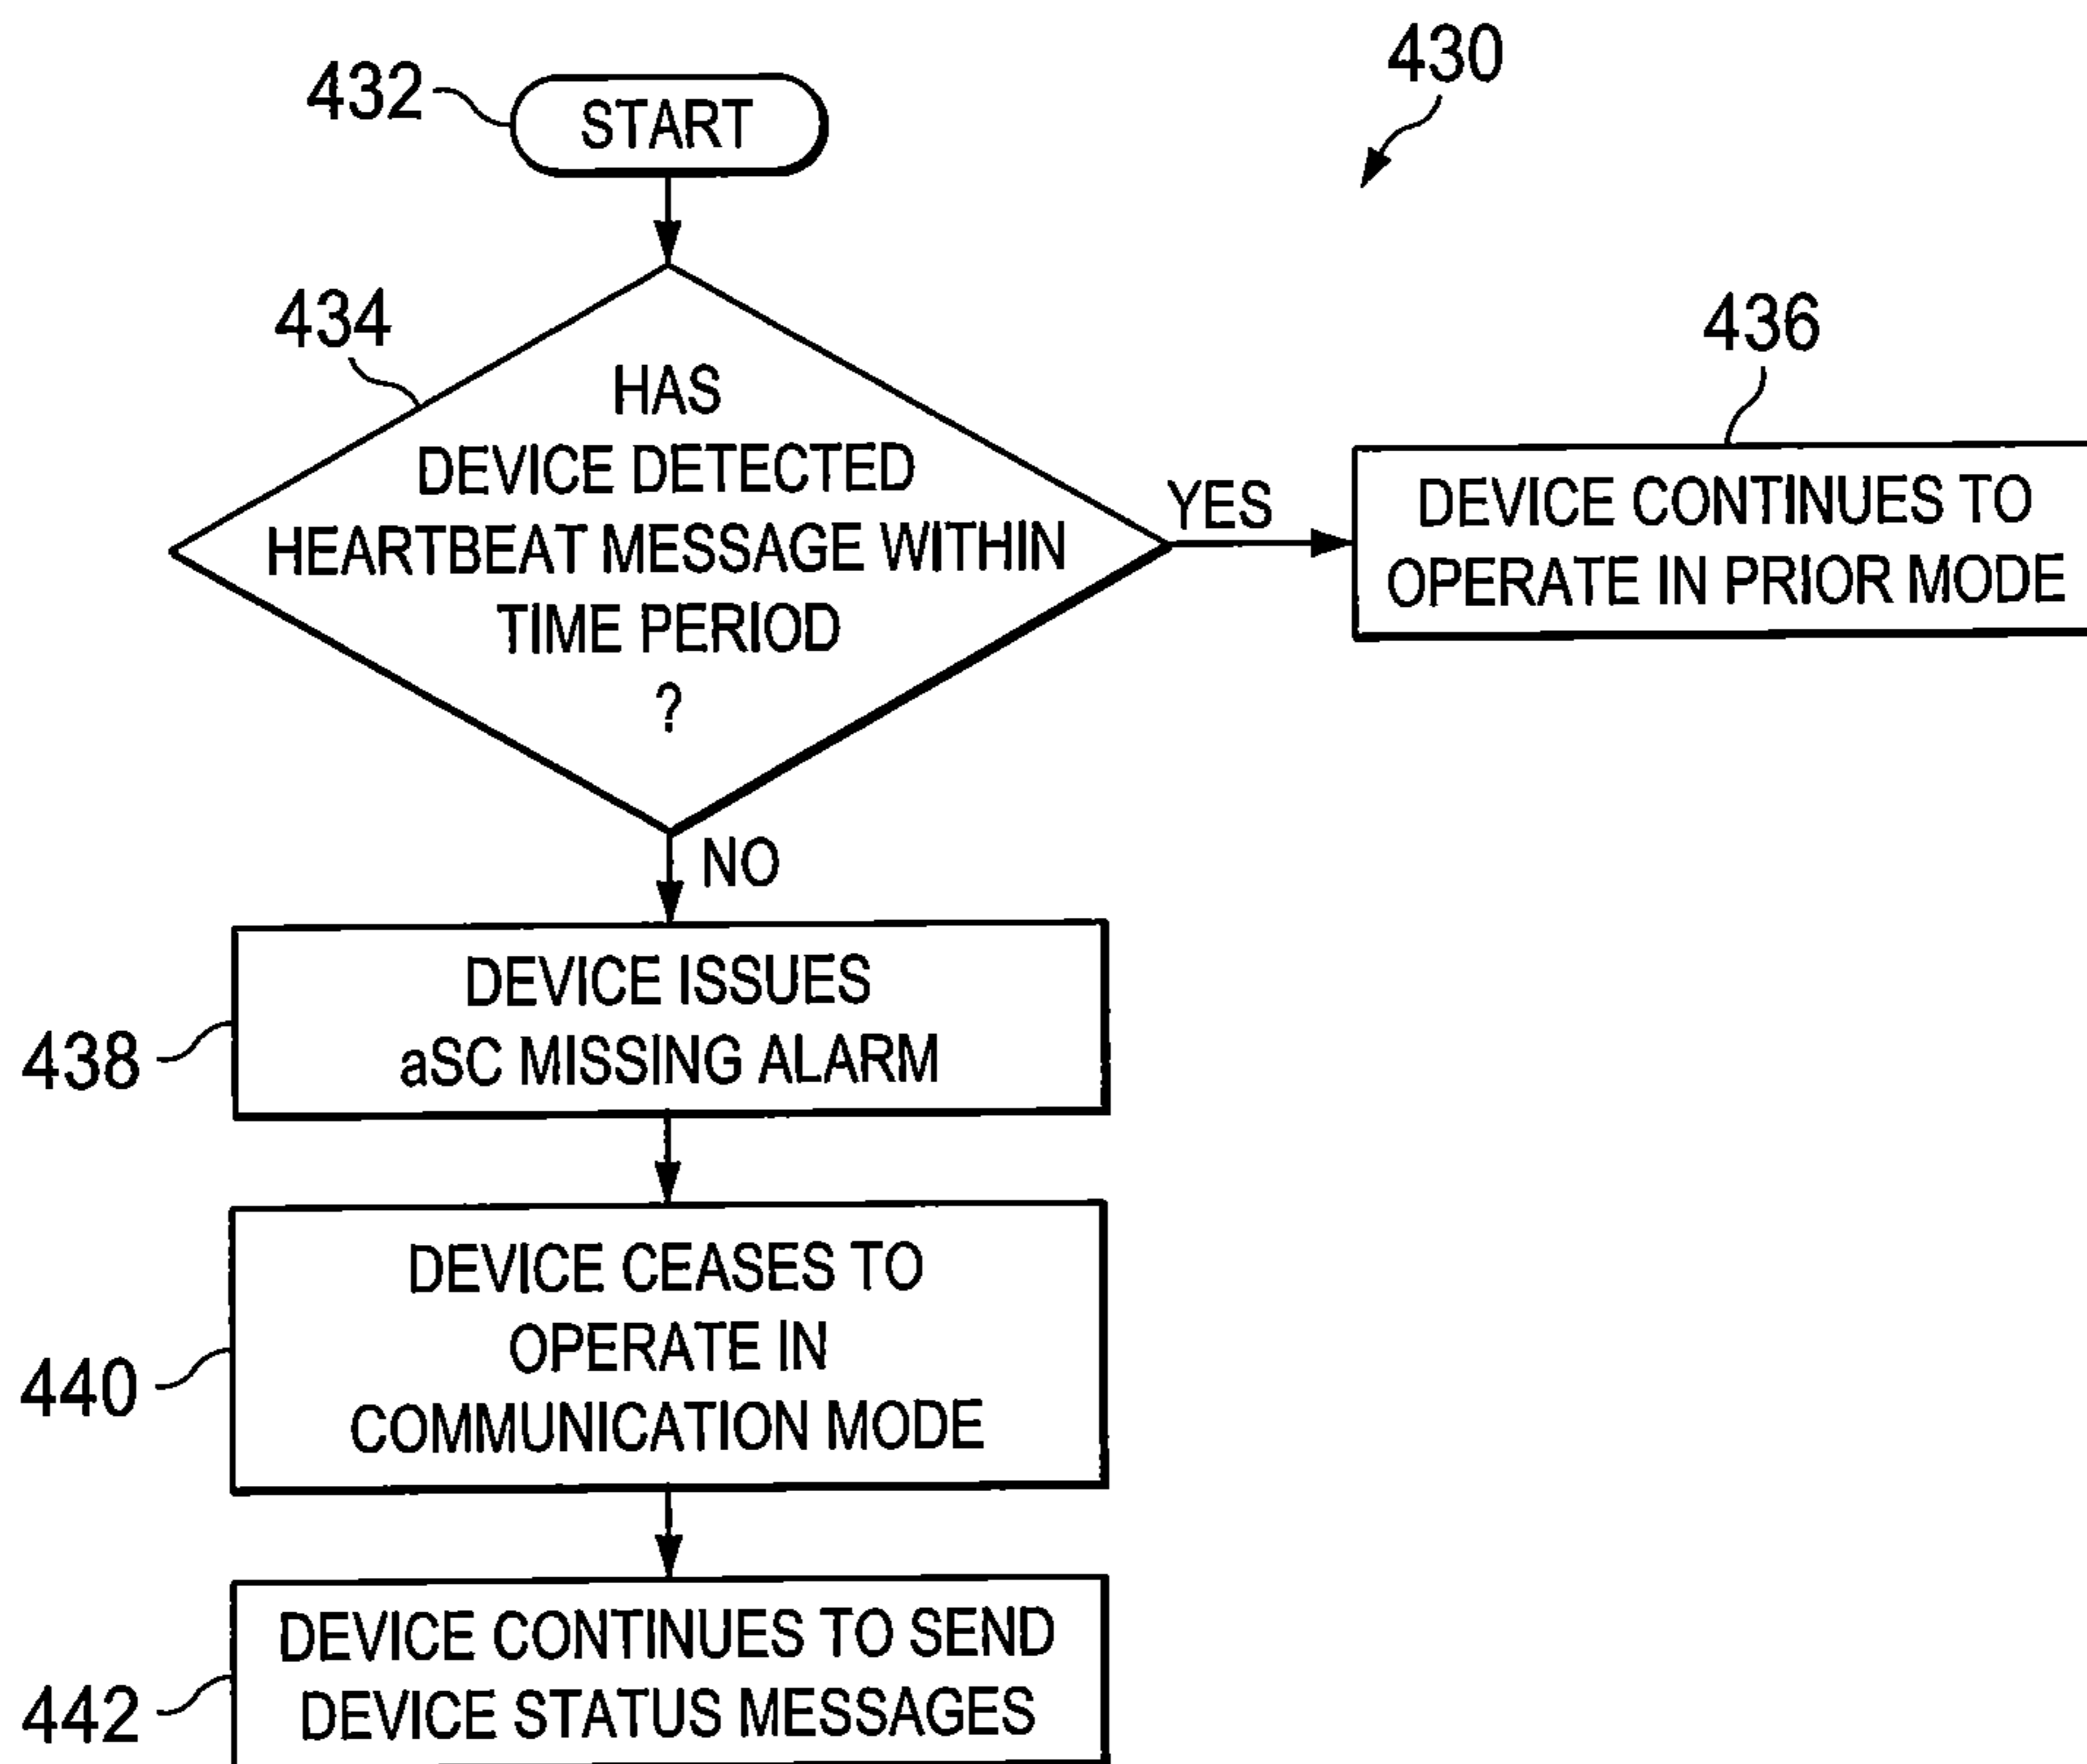 430
432
START
434
HAS
DEVICE DETECTED
HEARTBEAT MESSAGE WITHIN
TIME PERIOD
?
YES
436
DEVICE CONTINUES TO
OPERATE IN PRIOR MODE
NO
438
DEVICE ISSUES
aSC MISSING ALARM
440
DEVICE CEASES TO
OPERATE IN
COMMUNICATION MODE
442
DEVICE CONTINUES TO SEND
DEVICE STATUS MESSAGES